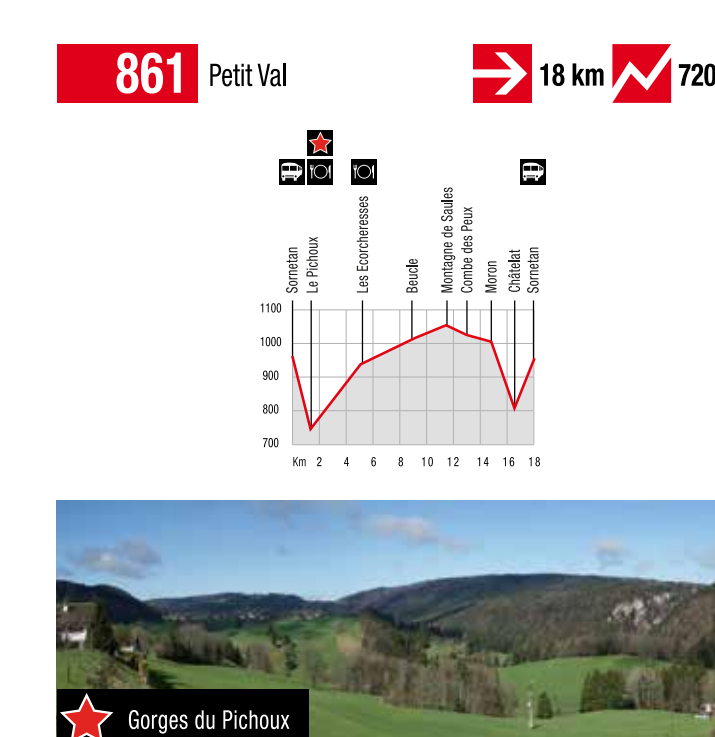 861 Petit Val 18 km 720
Sornetan
Le Pichoux
Les Ecorcheresses
Beucle
Montagne de Saules
Combe des Peux
Moron
Châtelat
Sornetan
1100
1000
900
800
700
Km 2 4 6 8 10 12 14 16 18
Gorges du Pichoux